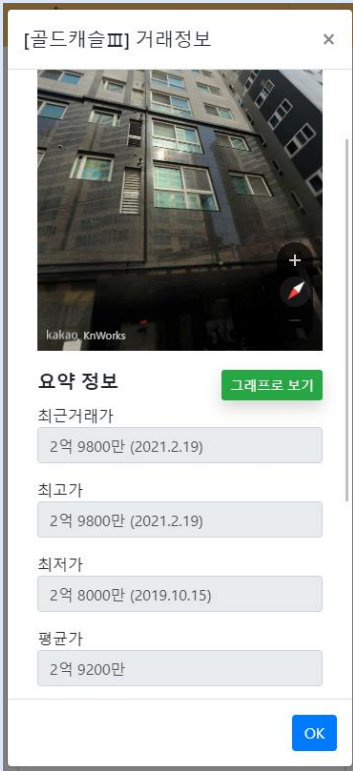 [골드캐슬Ⅲ] 거래정보 ×
+
kakao KnWorks
요약 정보 그래프로 보기
최근거래가
2억 9800만 (2021.2.19)
최고가
2억 9800만 (2021.2.19)
최저가
2억 8000만 (2019.10.15)
평균가
2억 9200만
OK